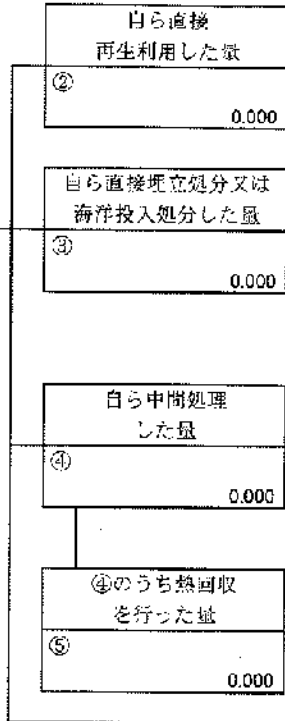 自ら直接
再生利用した量
②
0.000
自ら直接埋立処分又は
海洋投入処分した量
③
0.000
自ら中間処理
した量
④
0.000
④のうち熱回収
を行った量
⑤
0.000